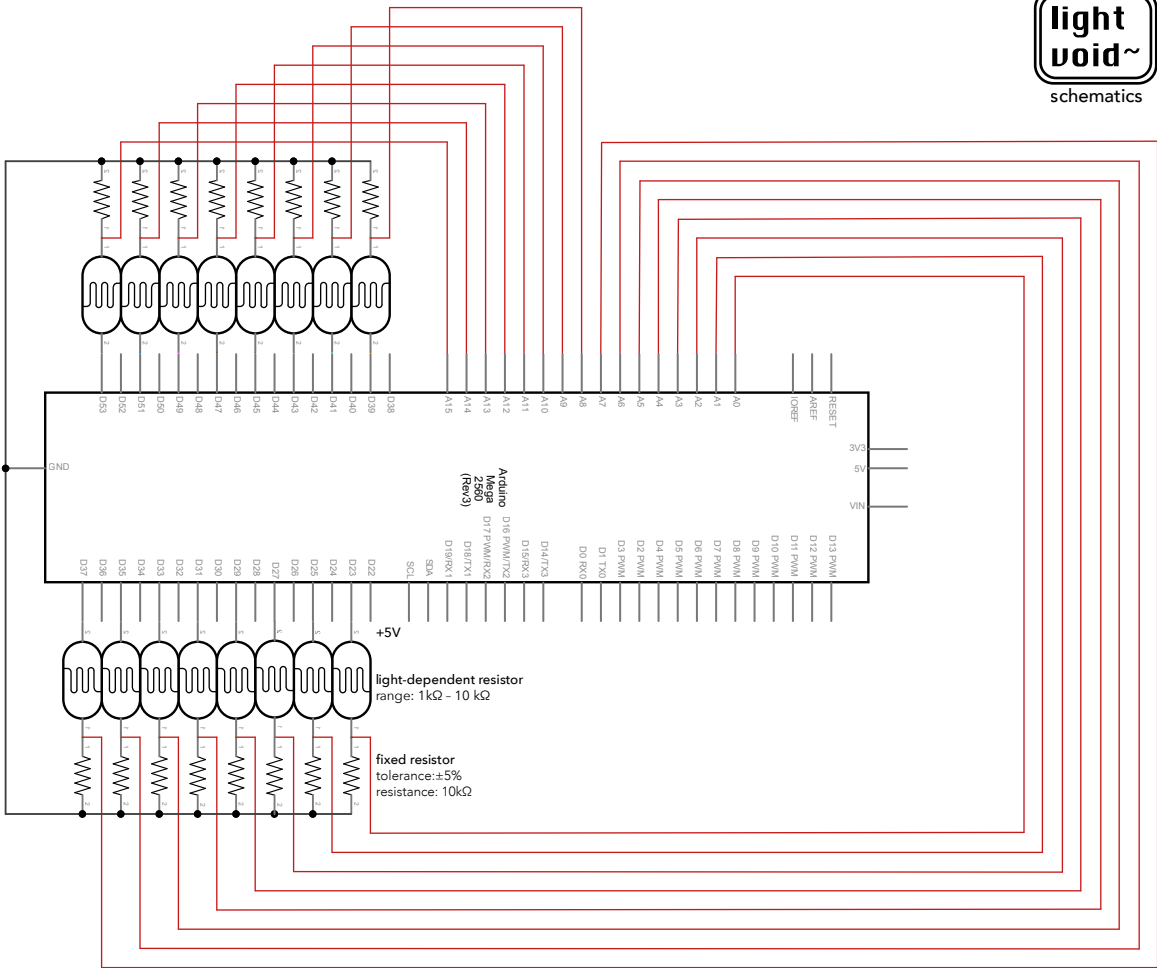 light
void~
schematics
D53
D52
D51
D50
D49
D48
D47
D46
D45
D44
D43
D42
D41
D40
D39
D38
A15
A14
A13
A12
A11
A10
A9
A8
A7
A6
A5
A4
A3
A2
A1
A0
IOREF
AREF
RESET
GND
3V3
5V
VIN
Arduino
Mega
2560
(Rev3)
D37
D36
D35
D34
D33
D32
D31
D30
D29
D28
D27
D26
D25
D24
D23
D22
SCL
SDA
D19/RX1
D18/TX1
D17 PWM/RX2
D16 PWM/TX2
D15/RX3
D14/TX3
D0 RX0
D1 TX0
D3 PWM
D2 PWM
D4 PWM
D5 PWM
D6 PWM
D7 PWM
D8 PWM
D9 PWM
D10 PWM
D11 PWM
D12 PWM
D13 PWM
+5V
light-dependent resistor
range: 1kΩ - 10 kΩ
fixed resistor
tolerance:±5%
resistance: 10kΩ